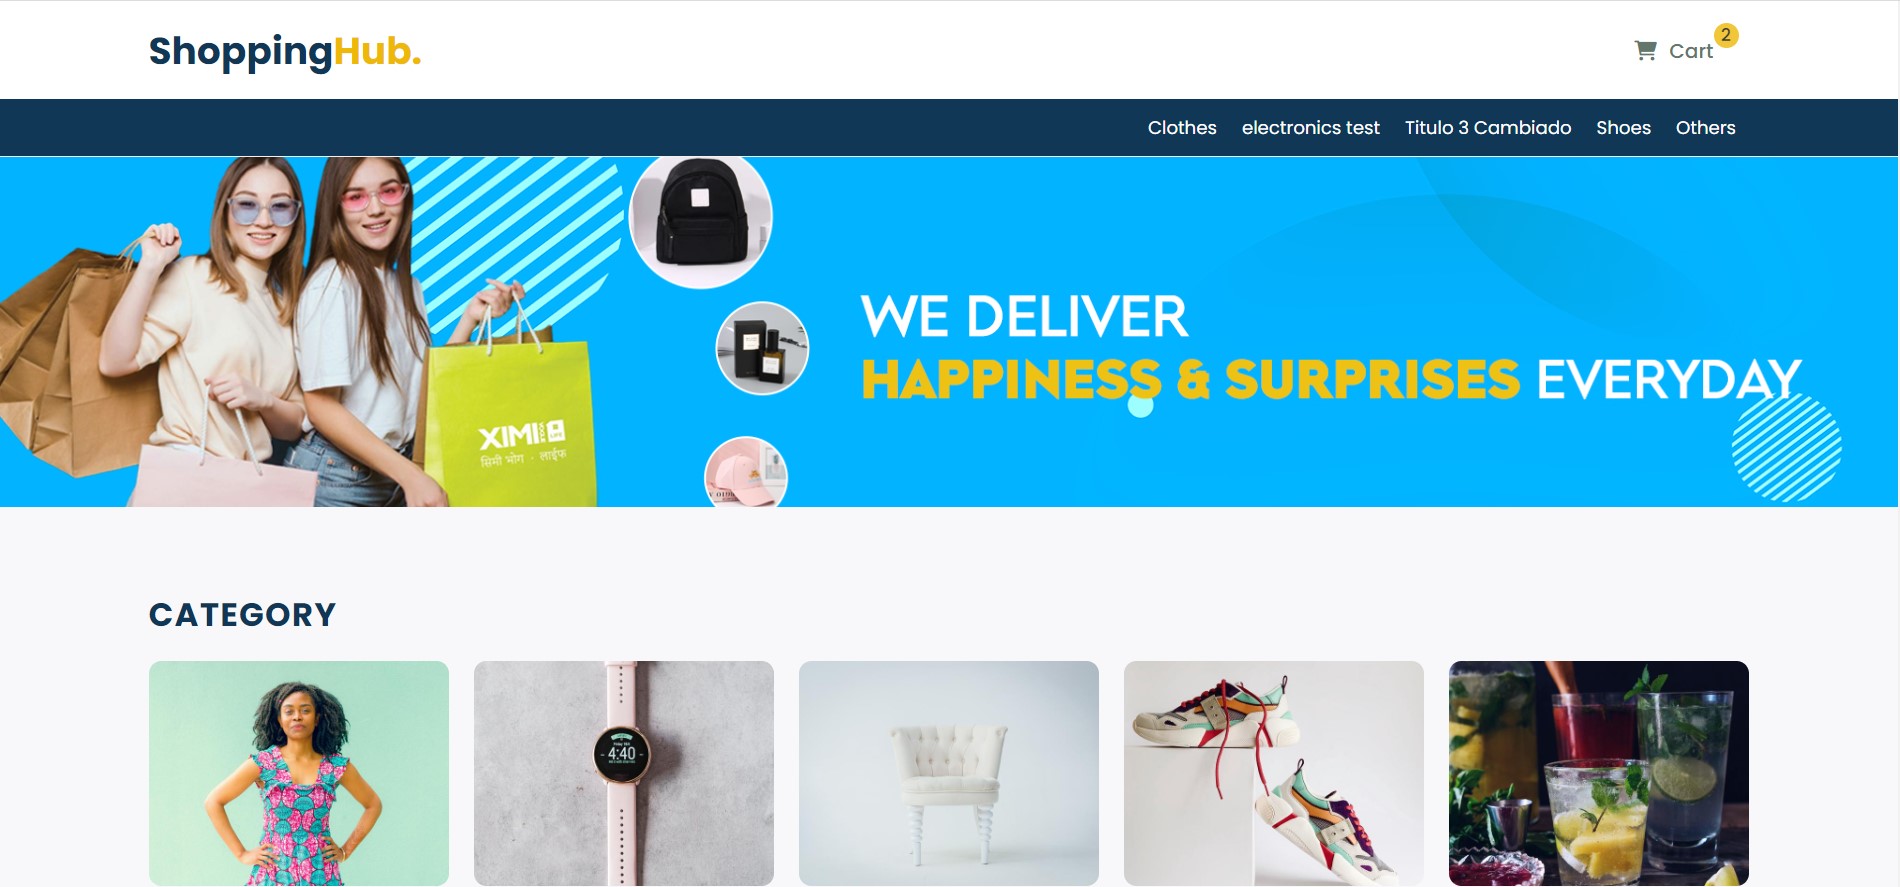 ShoppingHub.
Cart 2
Clothes electronics test Titulo 3 Cambiado Shoes Others
WE DELIVER
HAPPINESS & SURPRISES EVERYDAY
XIMI
CATEGORY
4:40